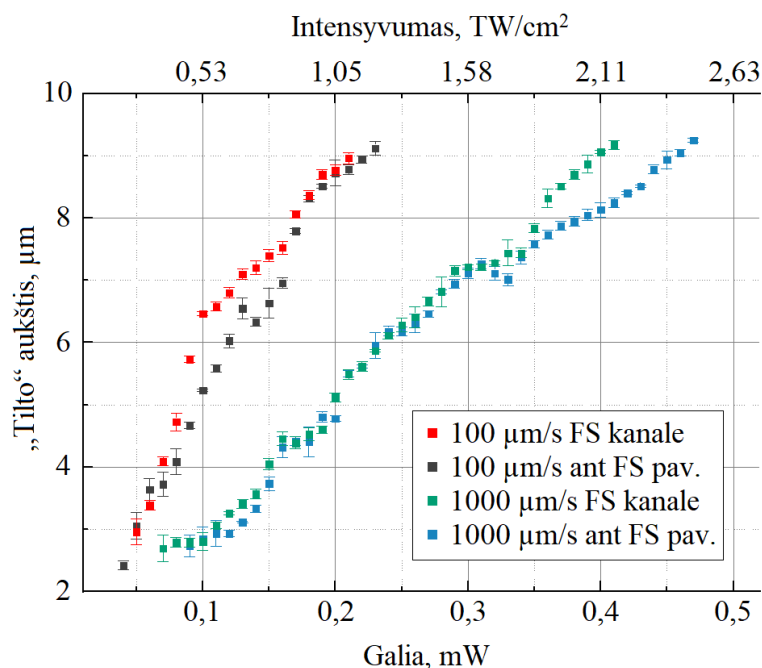 Intensyvumas, TW/cm²
0,53 1,05 1,58 2,11 2,63
10
8
6
4
2
„Tilto“ aukštis, µm
100 µm/s FS kanale
100 µm/s ant FS pav.
1000 µm/s FS kanale
1000 µm/s ant FS pav.
0,1 0,2 0,3 0,4 0,5
Galia, mW